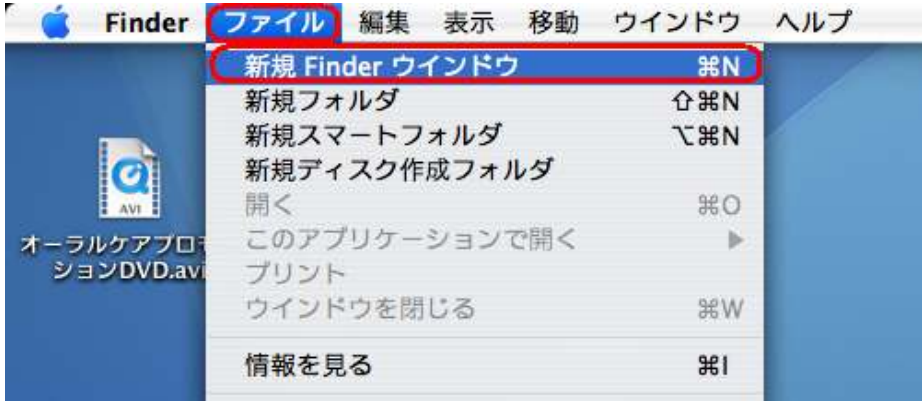 Finder ファイル 編集 表示 移動 ウインドウ ヘルプ
新規 Finder ウインドウ ⌘N
新規フォルダ ⇧⌘N
新規スマートフォルダ ⌥⌘N
新規ディスク作成フォルダ
開く ⌘O
このアプリケーションで開く ▶
プリント
ウインドウを閉じる ⌘W
情報を見る ⌘I
AVI
オーラルケアプロモ
ションDVD.avi